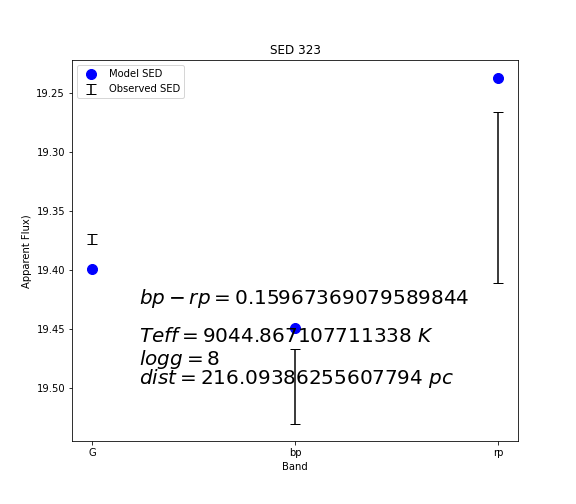 SED 323
Model SED
Observed SED
19.25
19.30
19.35
19.40
19.45
19.50
Apparent Flux)
bp − rp = 0.15967369079589844
Teff = 9044.867107711338 K
logg = 8
dist = 216.09386255607794 pc
G
bp
rp
Band